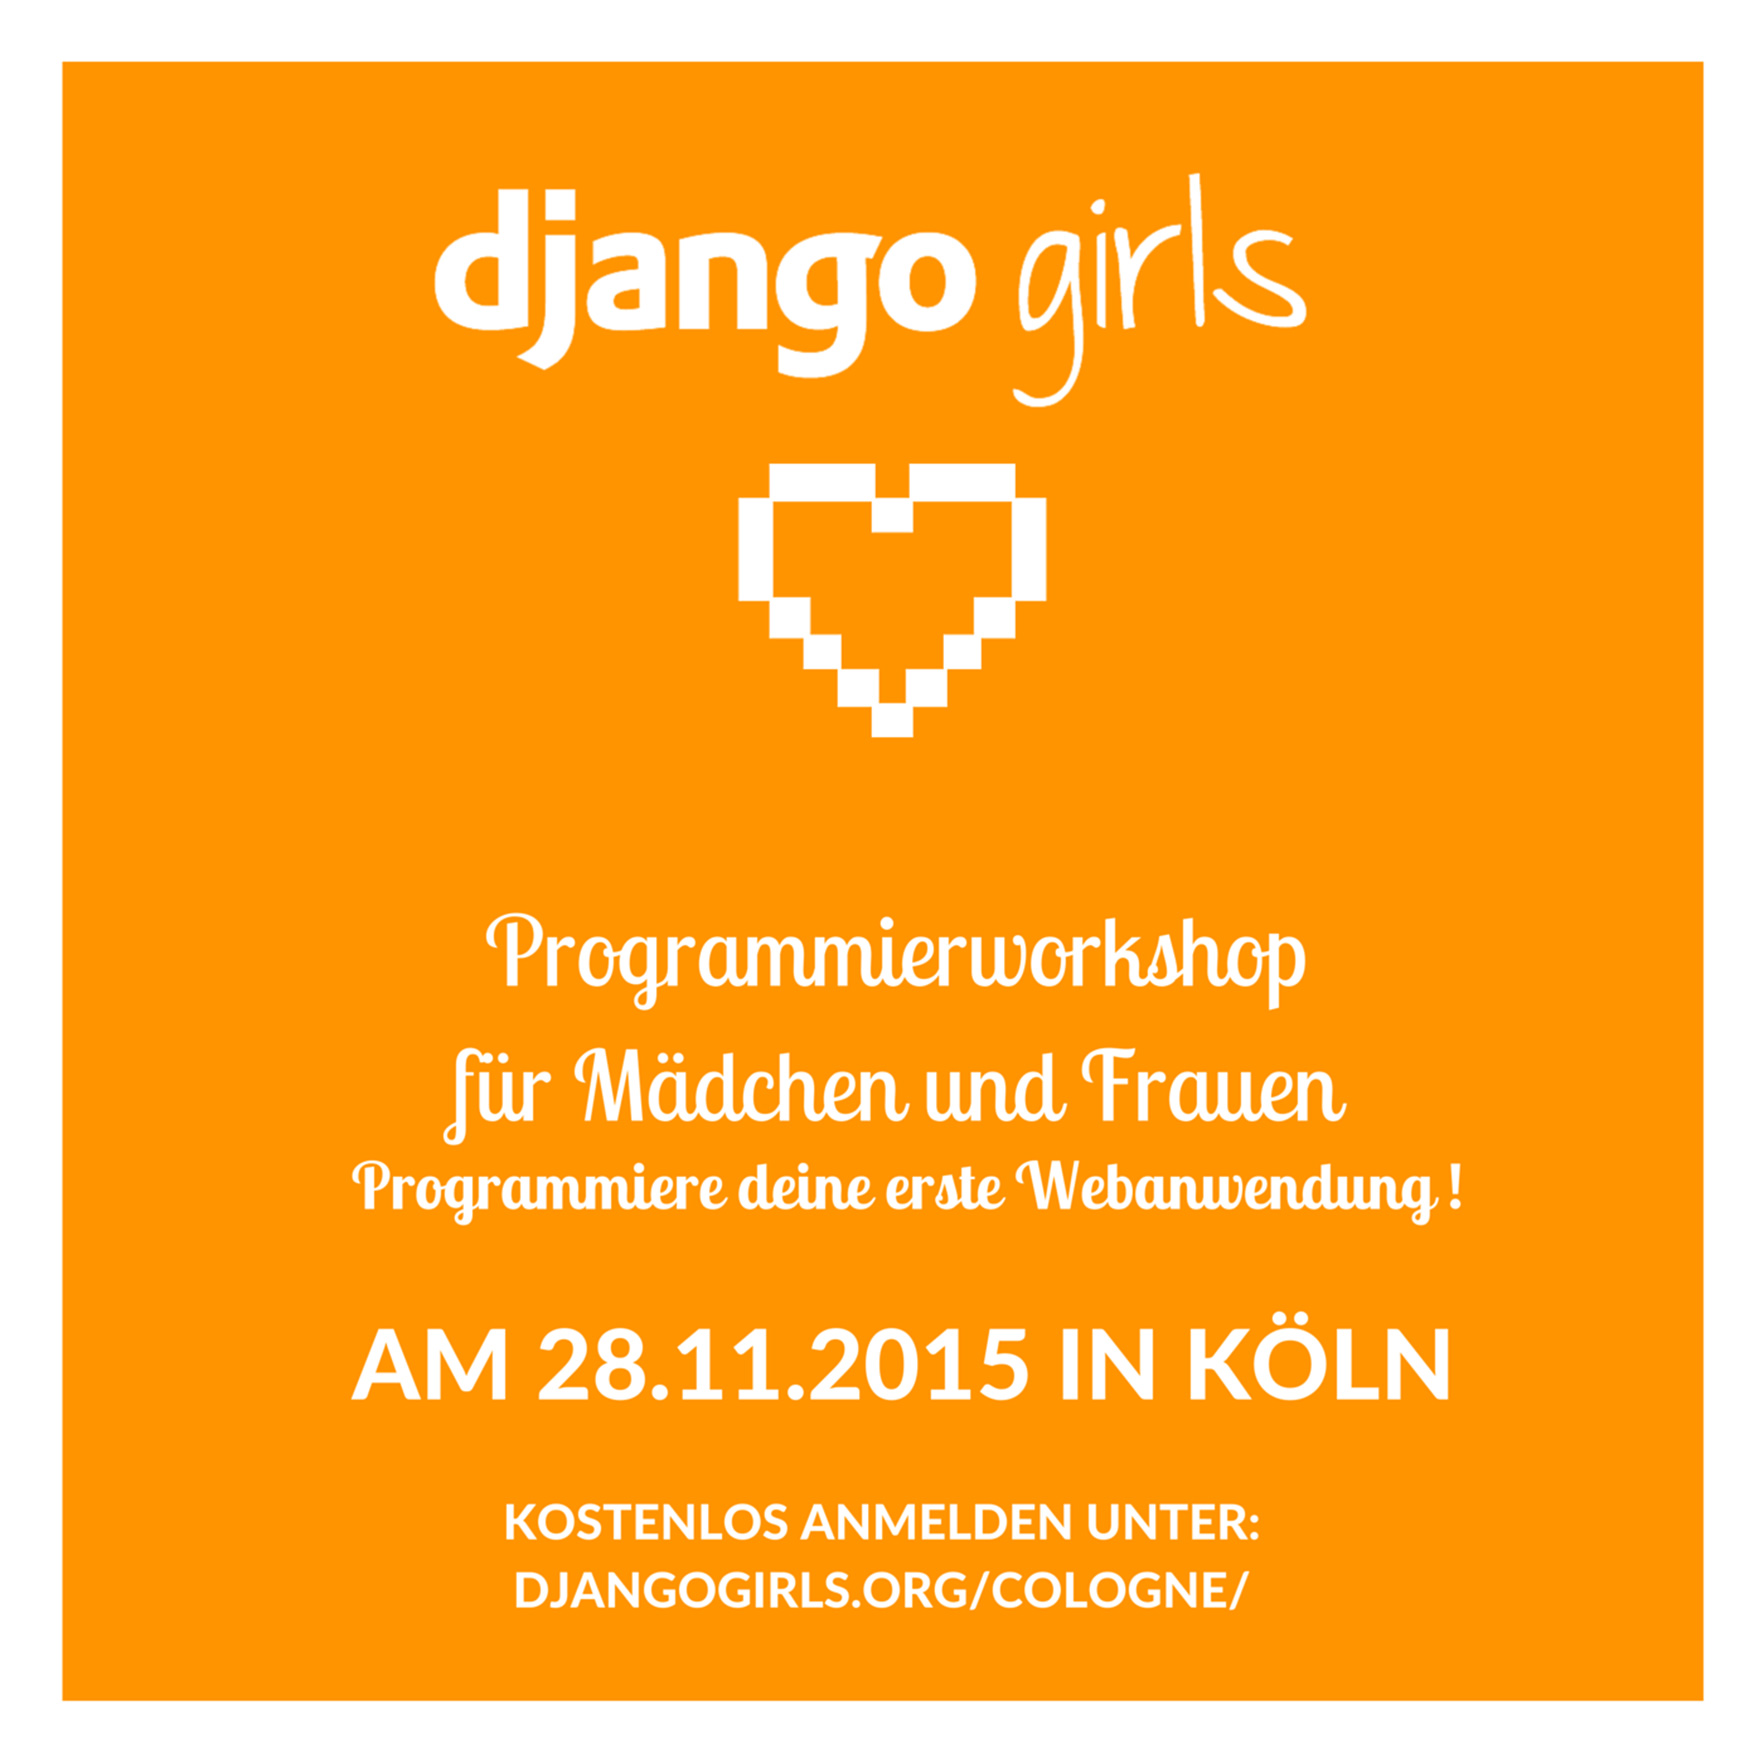 django girls
Programmierworkshop
für Mädchen und Frauen
Programmiere deine erste Webanwendung !
AM 28.11.2015 IN KÖLN
KOSTENLOS ANMELDEN UNTER:
DJANGOGIRLS.ORG/COLOGNE/